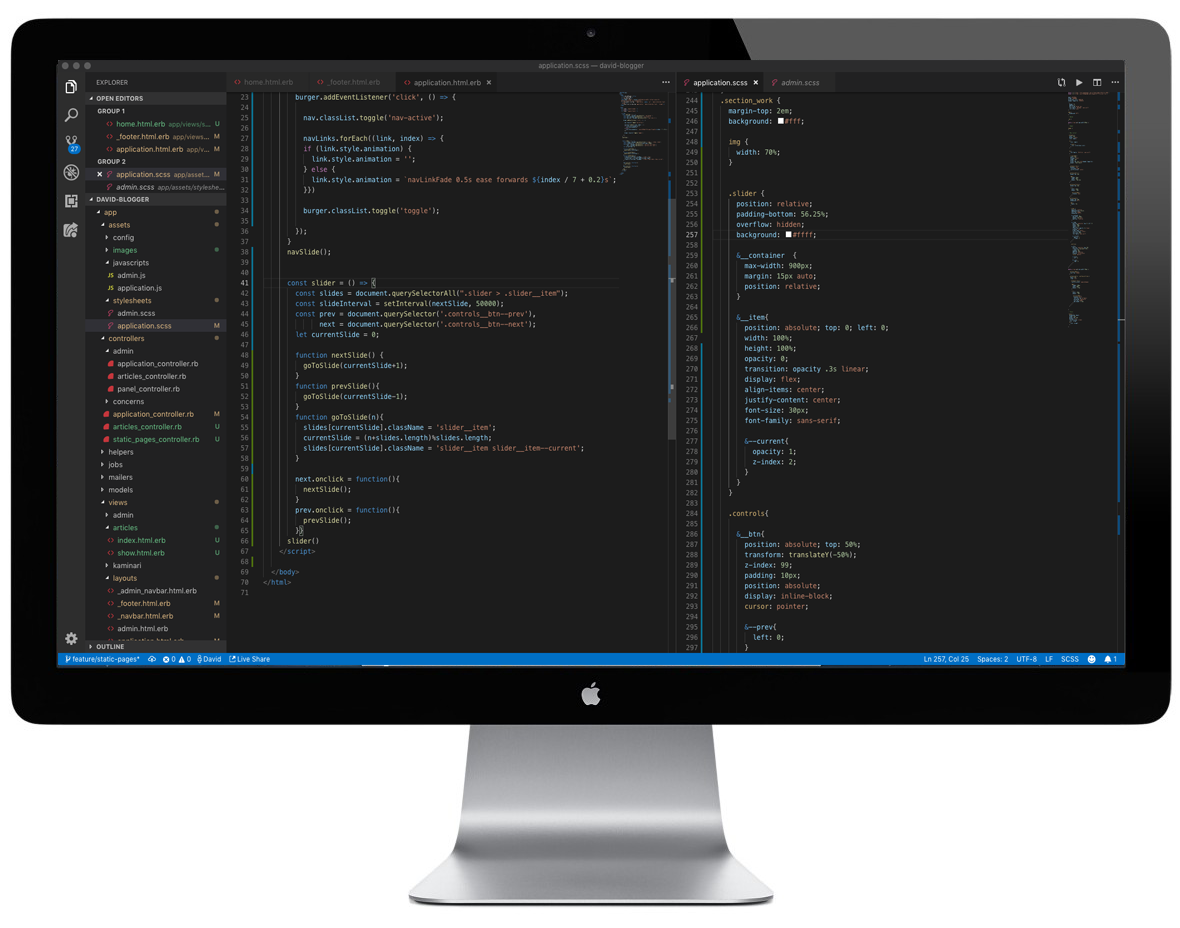 application.scss — david-blogger
EXPLORER
OPEN EDITORS
GROUP 1
home.html.erb app/views/s... U
_footer.html.erb app/views... M
application.html.erb app/v... M
GROUP 2
application.scss app/asset... M
admin.scss app/assets/styleshe...
DAVID-BLOGGER
app
assets
config
images
javascripts
JS admin.js
JS application.js
stylesheets
admin.scss
application.scss M
controllers
admin
application_controller.rb
articles_controller.rb
panel_controller.rb
concerns
application_controller.rb M
articles_controller.rb U
static_pages_controller.rb U
helpers
jobs
mailers
models
views
admin
articles
index.html.erb U
show.html.erb U
kaminari
layouts
_admin_navbar.html.erb
_footer.html.erb M
_navbar.html.erb M
admin.html.erb
application.html.erb M
OUTLINE
27
home.html.erb _footer.html.erb application.html.erb ×
23 burger.addEventListener('click', () => {
24
25 nav.classList.toggle('nav-active');
26
27 navLinks.forEach((link, index) => {
28 if (link.style.animation) {
29 link.style.animation = '';
30 } else {
31 link.style.animation = `navLinkFade 0.5s ease forwards ${index / 7 + 0.2}s`;
32 }})
33
34 burger.classList.toggle('toggle');
35
36 });
37 }
38 navSlide();
39
40
41 const slider = () => {
42 const slides = document.querySelectorAll(".slider > .slider__item");
43 const slideInterval = setInterval(nextSlide, 50000);
44 const prev = document.querySelector('.controls__btn--prev'),
45 next = document.querySelector('.controls__btn--next');
46 let currentSlide = 0;
47
48 function nextSlide() {
49 goToSlide(currentSlide+1);
50 }
51 function prevSlide(){
52 goToSlide(currentSlide-1);
53 }
54 function goToSlide(n){
55 slides[currentSlide].className = 'slider__item';
56 currentSlide = (n+slides.length)%slides.length;
57 slides[currentSlide].className = 'slider__item slider__item--current';
58 }
59
60 next.onclick = function(){
61 nextSlide();
62 }
63 prev.onclick = function(){
64 prevSlide();
65 }}
66 slider()
67 </script>
68
69 </body>
70 </html>
71
application.scss × admin.scss
244 .section_work {
245 margin-top: 2em;
246 background: #fff;
247
248 img {
249 width: 70%;
250 }
251
252
253 .slider {
254 position: relative;
255 padding-bottom: 56.25%;
256 overflow: hidden;
257 background: #ffff;
258
259 &__container {
260 max-width: 900px;
261 margin: 15px auto;
262 position: relative;
263 }
264
265 &__item{
266 position: absolute; top: 0; left: 0;
267 width: 100%;
268 height: 100%;
269 opacity: 0;
270 transition: opacity .3s linear;
271 display: flex;
272 align-items: center;
273 justify-content: center;
274 font-size: 30px;
275 font-family: sans-serif;
276
277 &--current{
278 opacity: 1;
279 z-index: 2;
280 }
281 }
282 }
283
284 .controls{
285
286 &__btn{
287 position: absolute; top: 50%;
288 transform: translateY(-50%);
289 z-index: 99;
290 padding: 10px;
291 position: absolute;
292 display: inline-block;
293 cursor: pointer;
294
295 &--prev{
296 left: 0;
297 }
feature/static-pages* 0 0 David Live Share Ln 257, Col 25 Spaces: 2 UTF-8 LF SCSS 1